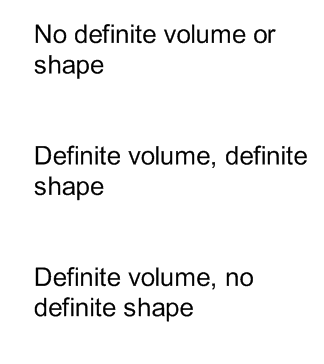 No definite volume or
shape
Definite volume, definite
shape
Definite volume, no
definite shape